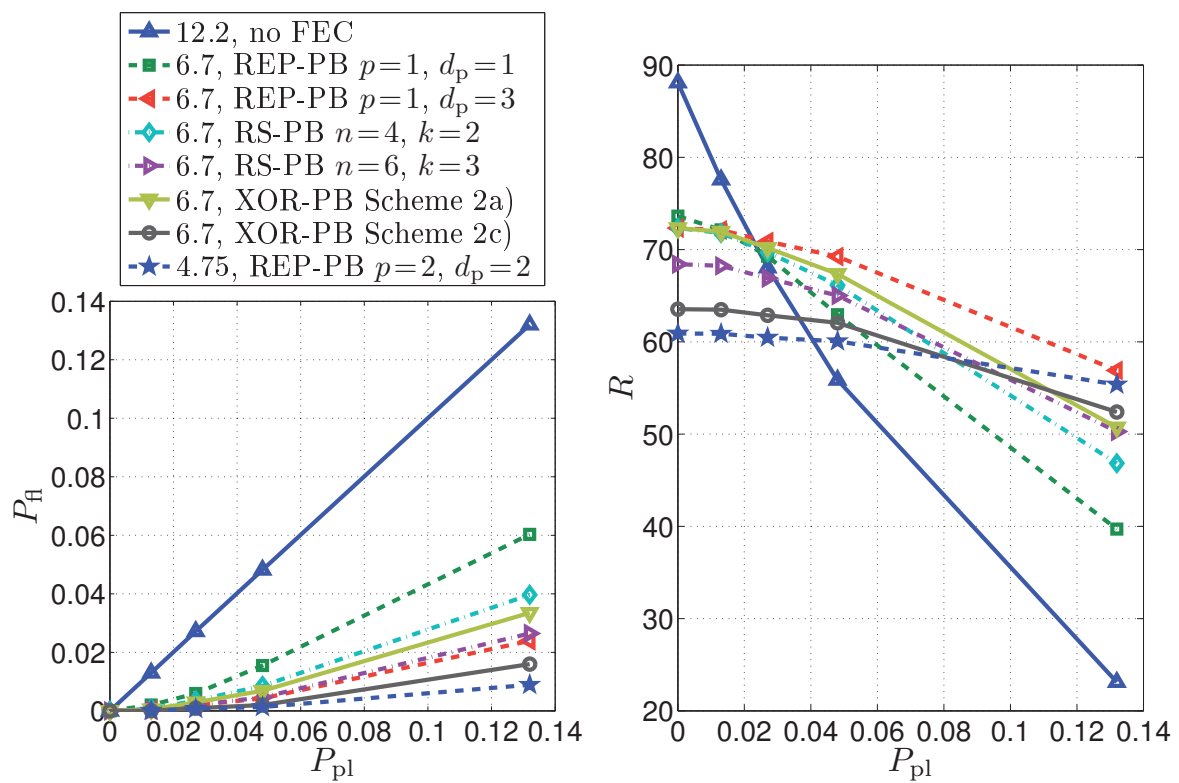 12.2, no FEC
6.7, REP-PB p=1, dp=1
6.7, REP-PB p=1, dp=3
6.7, RS-PB n=4, k=2
6.7, RS-PB n=6, k=3
6.7, XOR-PB Scheme 2a)
6.7, XOR-PB Scheme 2c)
4.75, REP-PB p=2, dp=2
0.14
0.12
0.1
0.08
0.06
0.04
0.02
0
Pfl
0 0.02 0.04 0.06 0.08 0.1 0.12 0.14
Ppl
90
80
70
60
50
40
30
20
R
0 0.02 0.04 0.06 0.08 0.1 0.12 0.14
Ppl